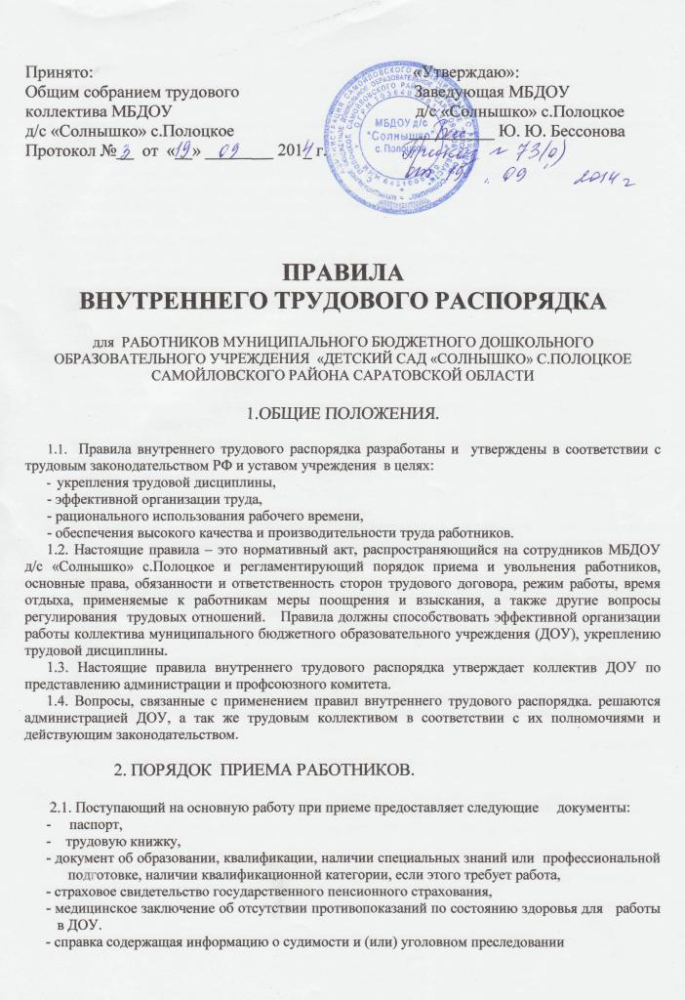 Принято: «Утверждаю»:
Общим собранием трудового Заведующая МБДОУ
коллектива МБДОУ д/с «Солнышко» с.Полоцкое
д/с «Солнышко» с.Полоцкое Ю. Ю. Бессонова
Протокол № 3 от «19» 09 2014 г. Приказ № 73(о)
от 19. 09 2014 г
МБДОУ д/с
"Солнышко"
с.Полоцкое
ПРАВИЛА
ВНУТРЕННЕГО ТРУДОВОГО РАСПОРЯДКА
для РАБОТНИКОВ МУНИЦИПАЛЬНОГО БЮДЖЕТНОГО ДОШКОЛЬНОГО
ОБРАЗОВАТЕЛЬНОГО УЧРЕЖДЕНИЯ «ДЕТСКИЙ САД «СОЛНЫШКО» С.ПОЛОЦКОЕ
САМОЙЛОВСКОГО РАЙОНА САРАТОВСКОЙ ОБЛАСТИ
1.ОБЩИЕ ПОЛОЖЕНИЯ.
1.1. Правила внутреннего трудового распорядка разработаны и утверждены в соответствии с
трудовым законодательством РФ и уставом учреждения в целях:
- укрепления трудовой дисциплины,
- эффективной организации труда,
- рационального использования рабочего времени,
- обеспечения высокого качества и производительности труда работников.
1.2. Настоящие правила – это нормативный акт, распространяющийся на сотрудников МБДОУ
д/с «Солнышко» с.Полоцкое и регламентирующий порядок приема и увольнения работников,
основные права, обязанности и ответственность сторон трудового договора, режим работы, время
отдыха, применяемые к работникам меры поощрения и взыскания, а также другие вопросы
регулирования трудовых отношений. Правила должны способствовать эффективной организации
работы коллектива муниципального бюджетного образовательного учреждения (ДОУ), укреплению
трудовой дисциплины.
1.3. Настоящие правила внутреннего трудового распорядка утверждает коллектив ДОУ по
представлению администрации и профсоюзного комитета.
1.4. Вопросы, связанные с применением правил внутреннего трудового распорядка. решаются
администрацией ДОУ, а так же трудовым коллективом в соответствии с их полномочиями и
действующим законодательством.
2. ПОРЯДОК ПРИЕМА РАБОТНИКОВ.
2.1. Поступающий на основную работу при приеме предоставляет следующие документы:
- паспорт,
- трудовую книжку,
- документ об образовании, квалификации, наличии специальных знаний или профессиональной
подготовке, наличии квалификационной категории, если этого требует работа,
- страховое свидетельство государственного пенсионного страхования,
- медицинское заключение об отсутствии противопоказаний по состоянию здоровья для работы
в ДОУ.
- справка содержащая информацию о судимости и (или) уголовном преследовании